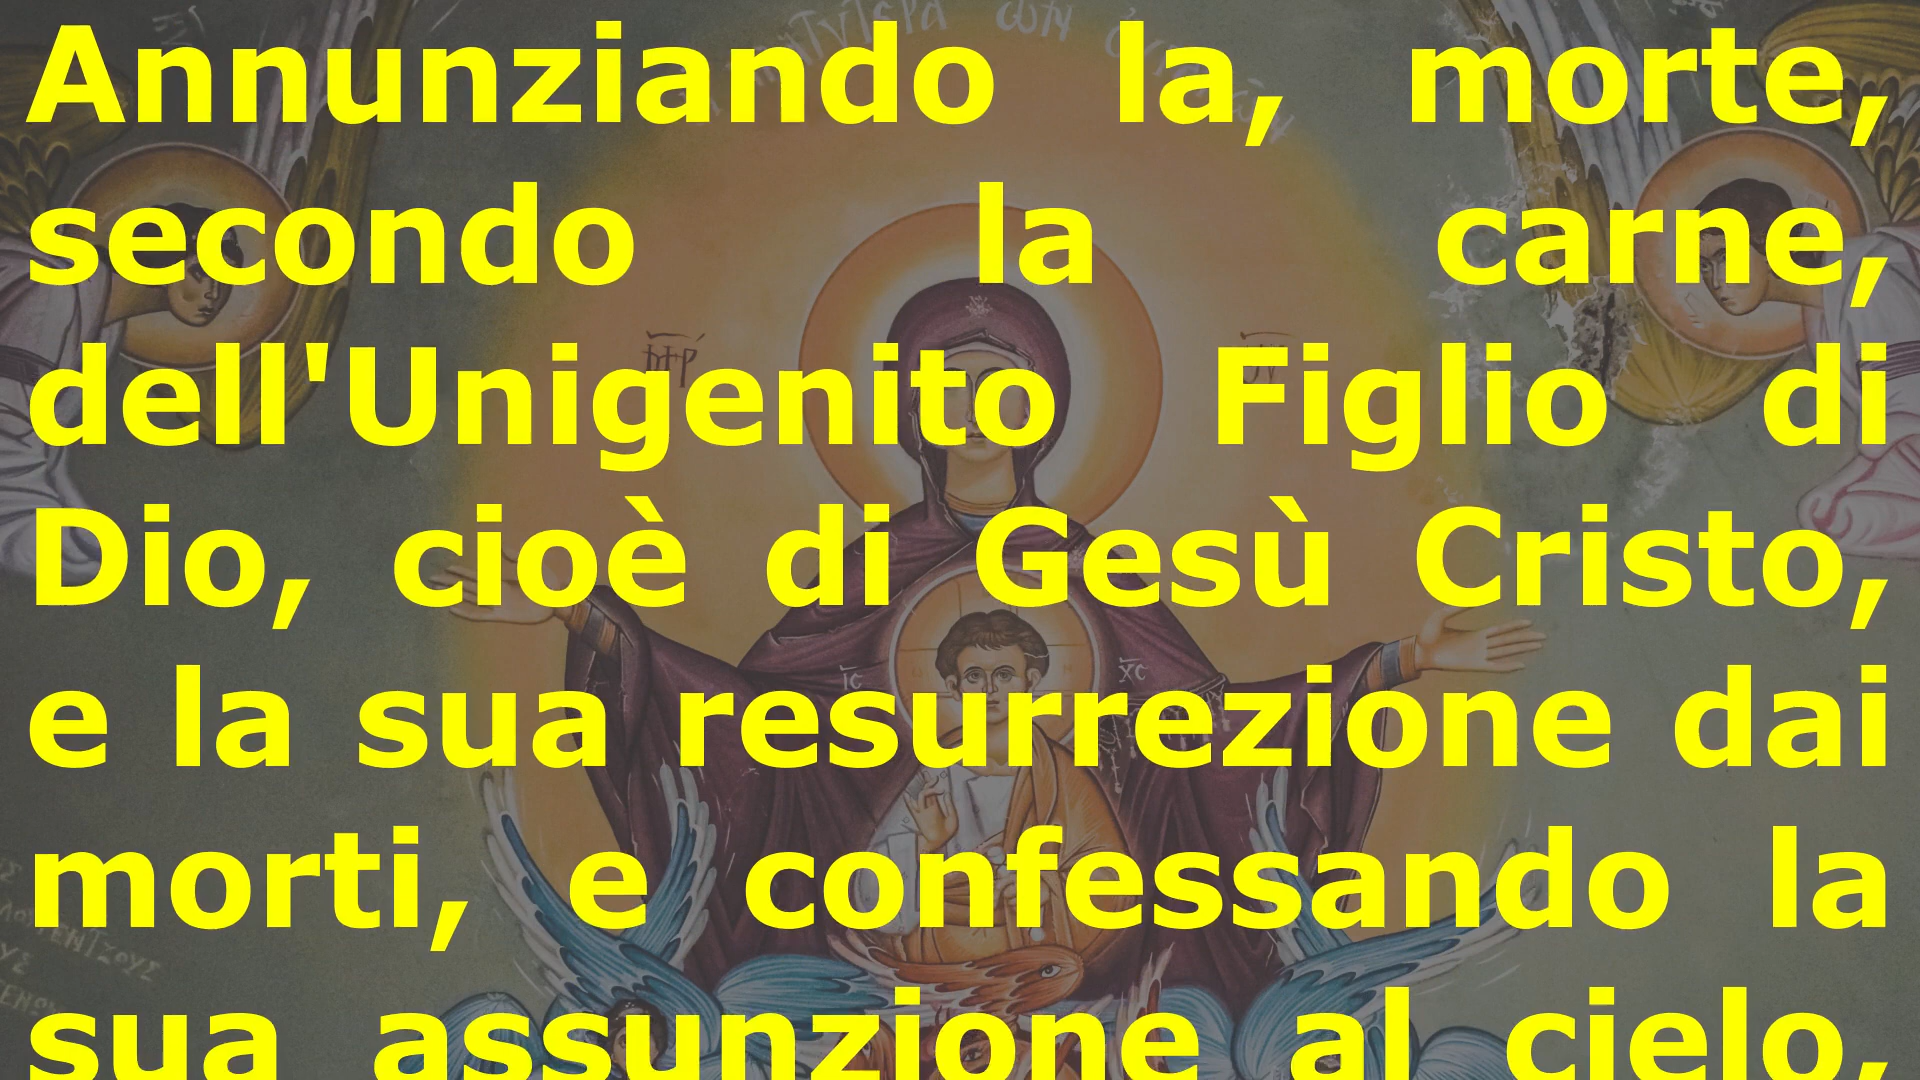 Annunziando la, morte,
secondo la carne,
dell'Unigenito Figlio di
Dio, cioè di Gesù Cristo,
e la sua resurrezione dai
morti, e confessando la
sua assunzione al cielo,